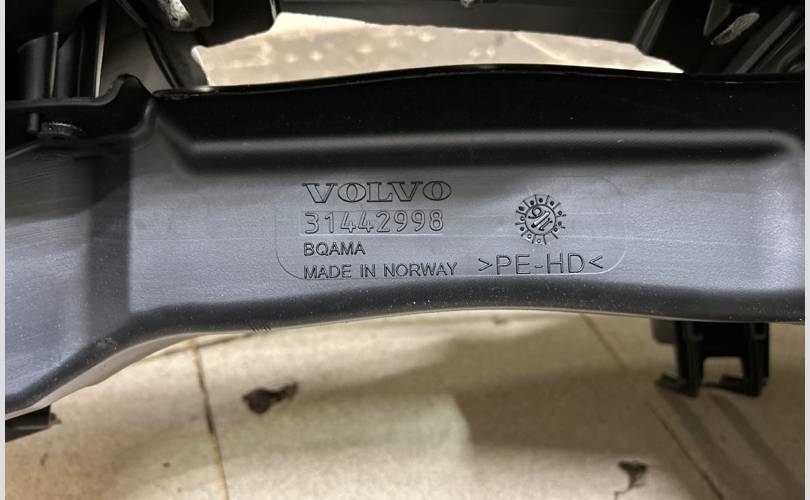 VOLVO
31442998
BQAMA
MADE IN NORWAY >PE-HD<